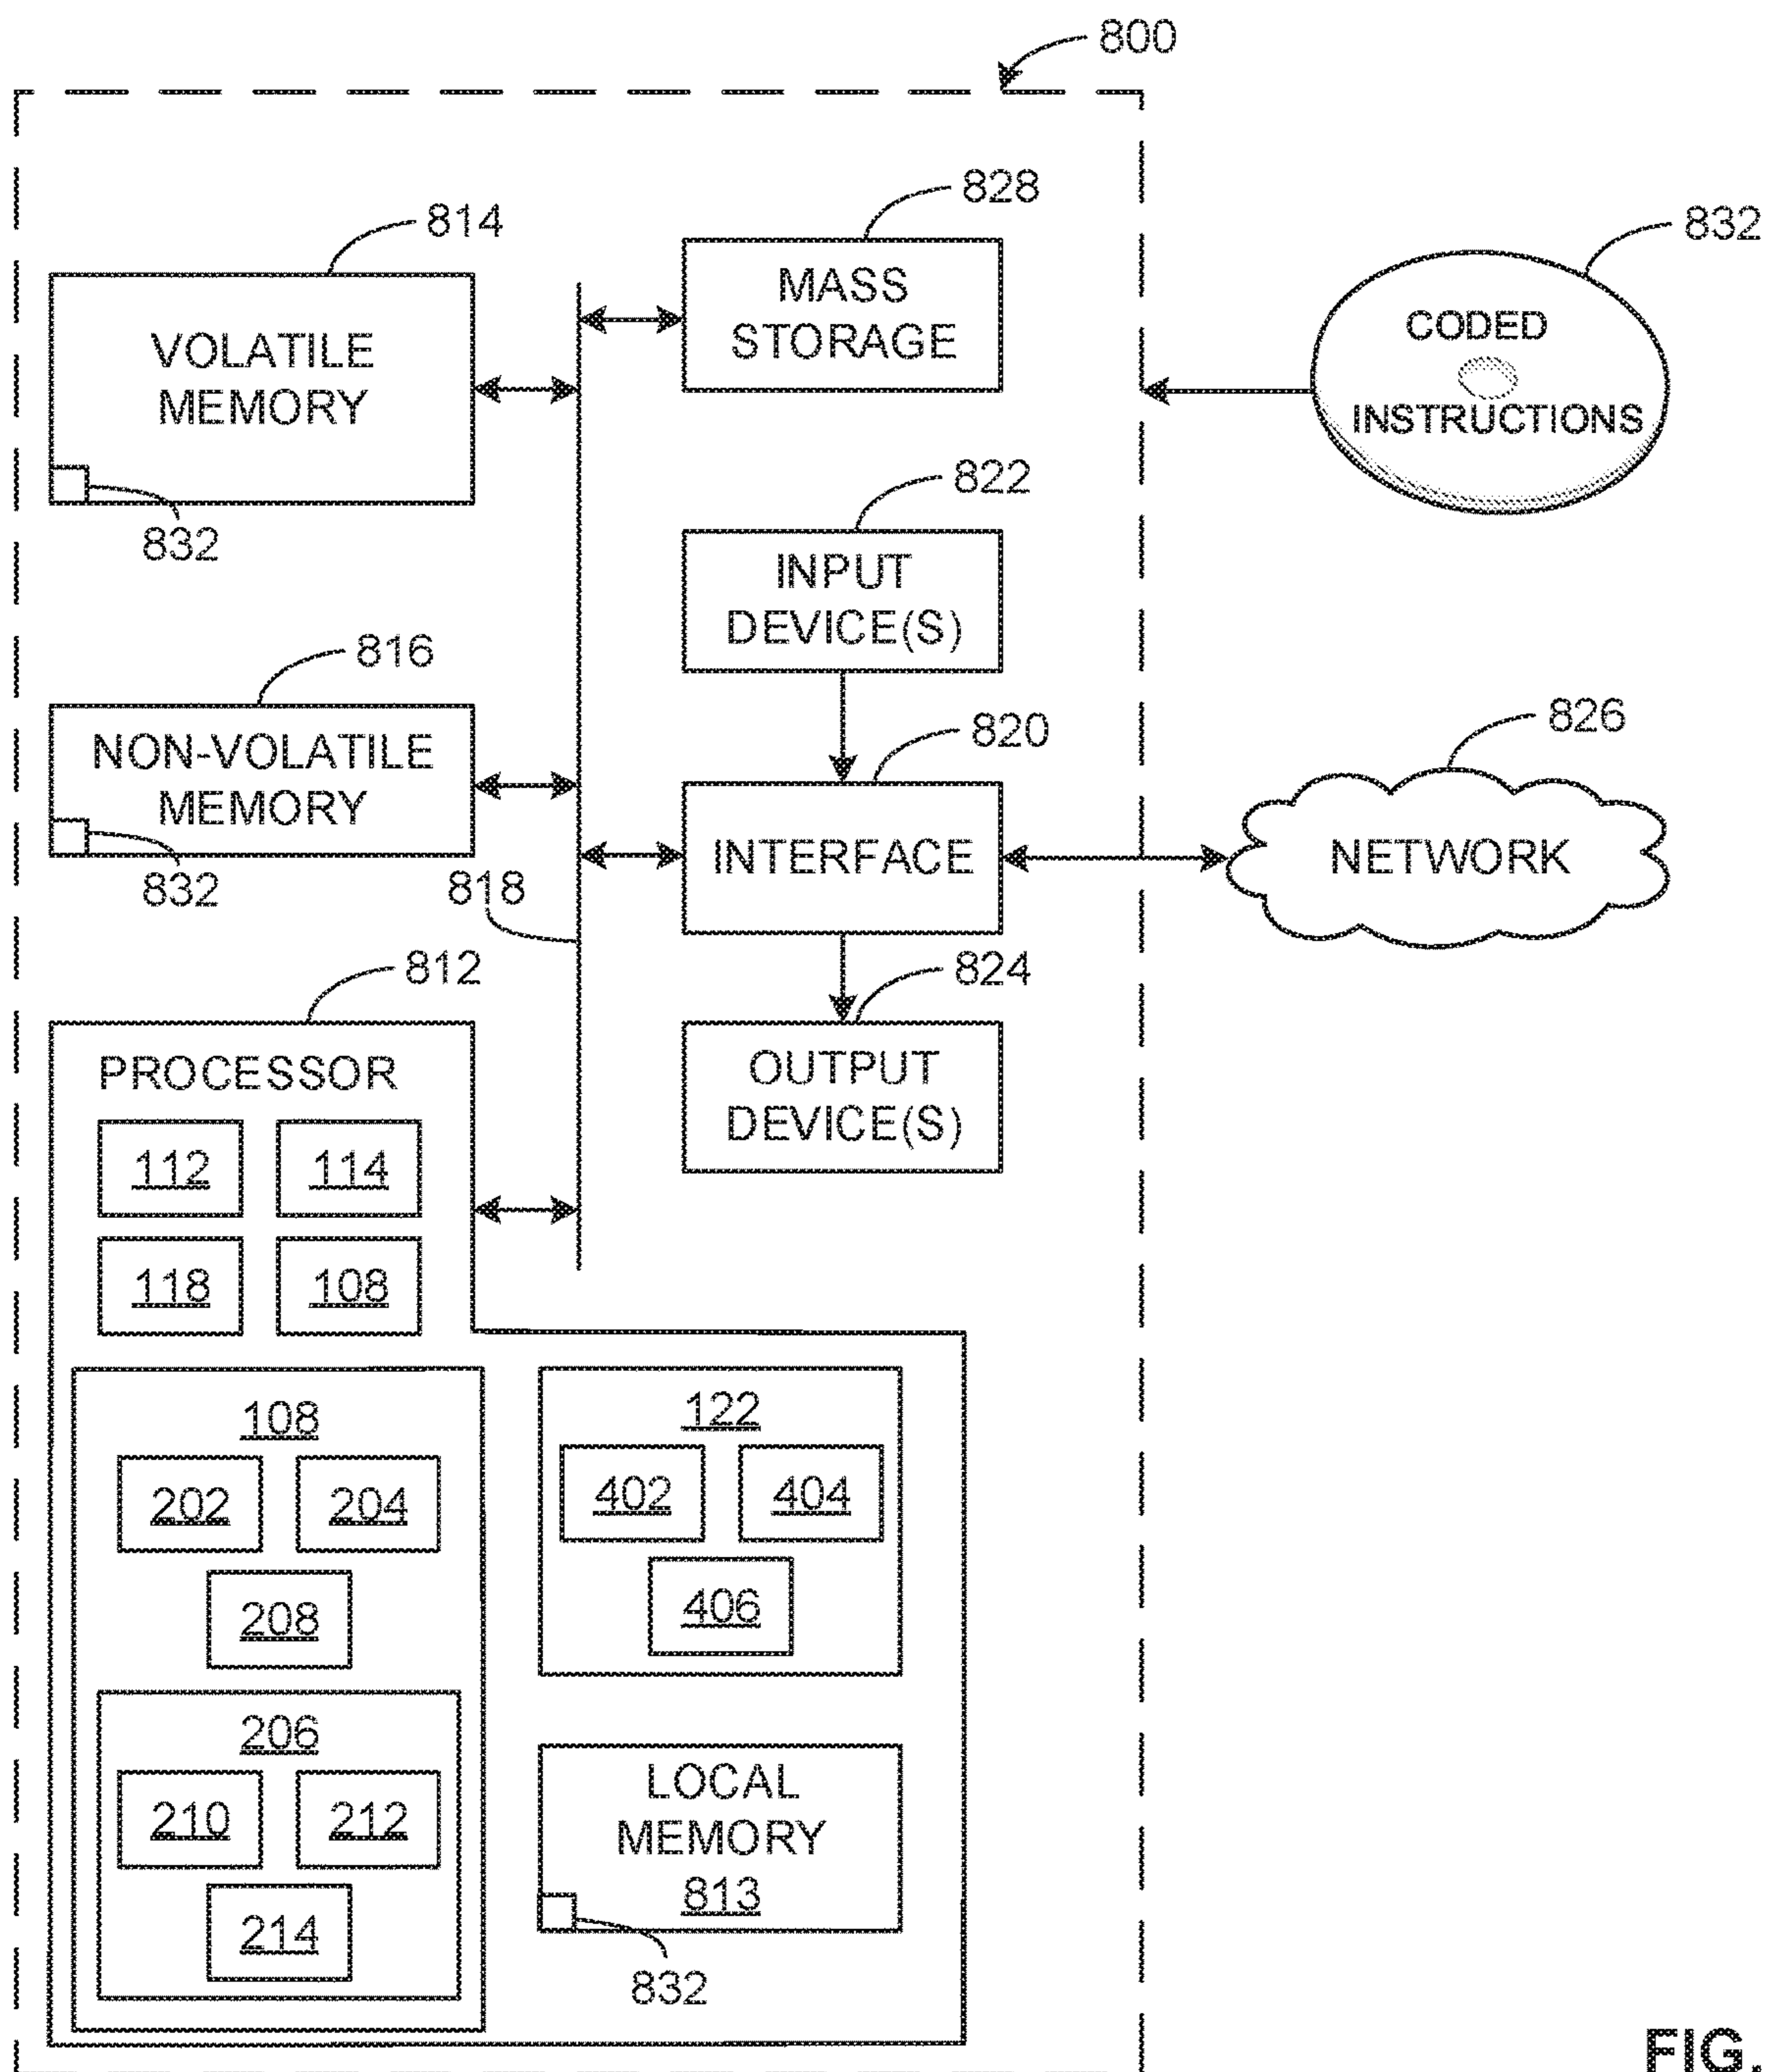 800
828
814
832
MASS
STORAGE
VOLATILE
MEMORY
CODED
INSTRUCTIONS
832
822
INPUT
DEVICE(S)
816
820
826
NON-VOLATILE
MEMORY
INTERFACE
NETWORK
832
818
812
824
PROCESSOR
OUTPUT
DEVICE(S)
112
114
118
108
108
202
204
208
206
210
212
214
122
402
404
406
LOCAL
MEMORY
813
832
FIG.